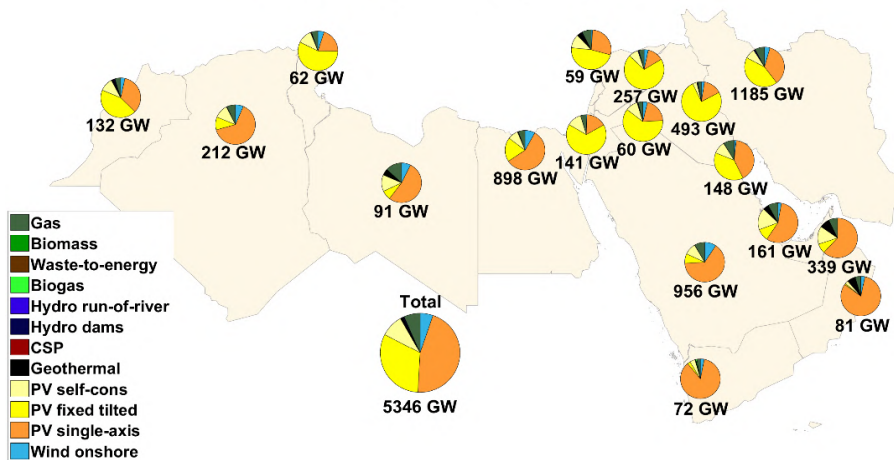 62 GW
59 GW
257 GW
1185 GW
132 GW
212 GW
493 GW
898 GW
141 GW
60 GW
148 GW
91 GW
161 GW
339 GW
956 GW
81 GW
72 GW
Total
5346 GW
Gas
Biomass
Waste-to-energy
Biogas
Hydro run-of-river
Hydro dams
CSP
Geothermal
PV self-cons
PV fixed tilted
PV single-axis
Wind onshore